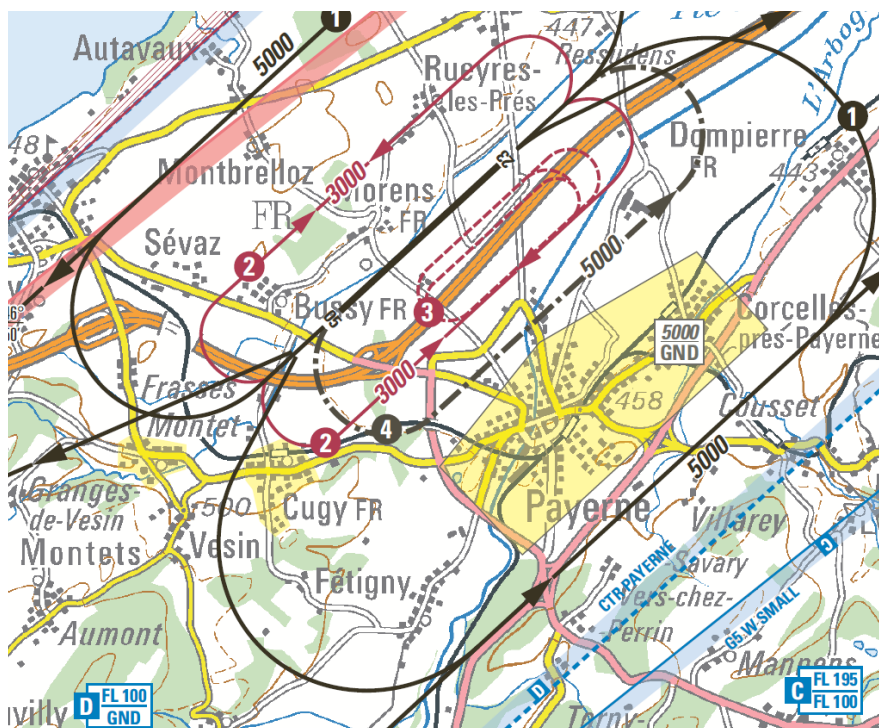 1
5000
Autavaux
447
Ressudens
L'Arbog
Rueyres-
les-Prés
1
48
Dompierre
FR
443
Montbrelloz
3000
23
Morens
FR
FR
Sévaz
2
5000
Bussy FR
3
05
5000
GND
Corcelles-
près-Payerne
3000
Frasses
Montet
458
Cousset
2
4
5000
Granges-
de-Vesin
500
Cugy FR
Payerne
Villarey
C
Montets
Vesin
CTR PAYERNE
Fétigny
Savary
Vers-chez-
Perrin
G5 W SMALL
Aumont
Mannens
D
D
FL 100
GND
C
FL 195
FL 100